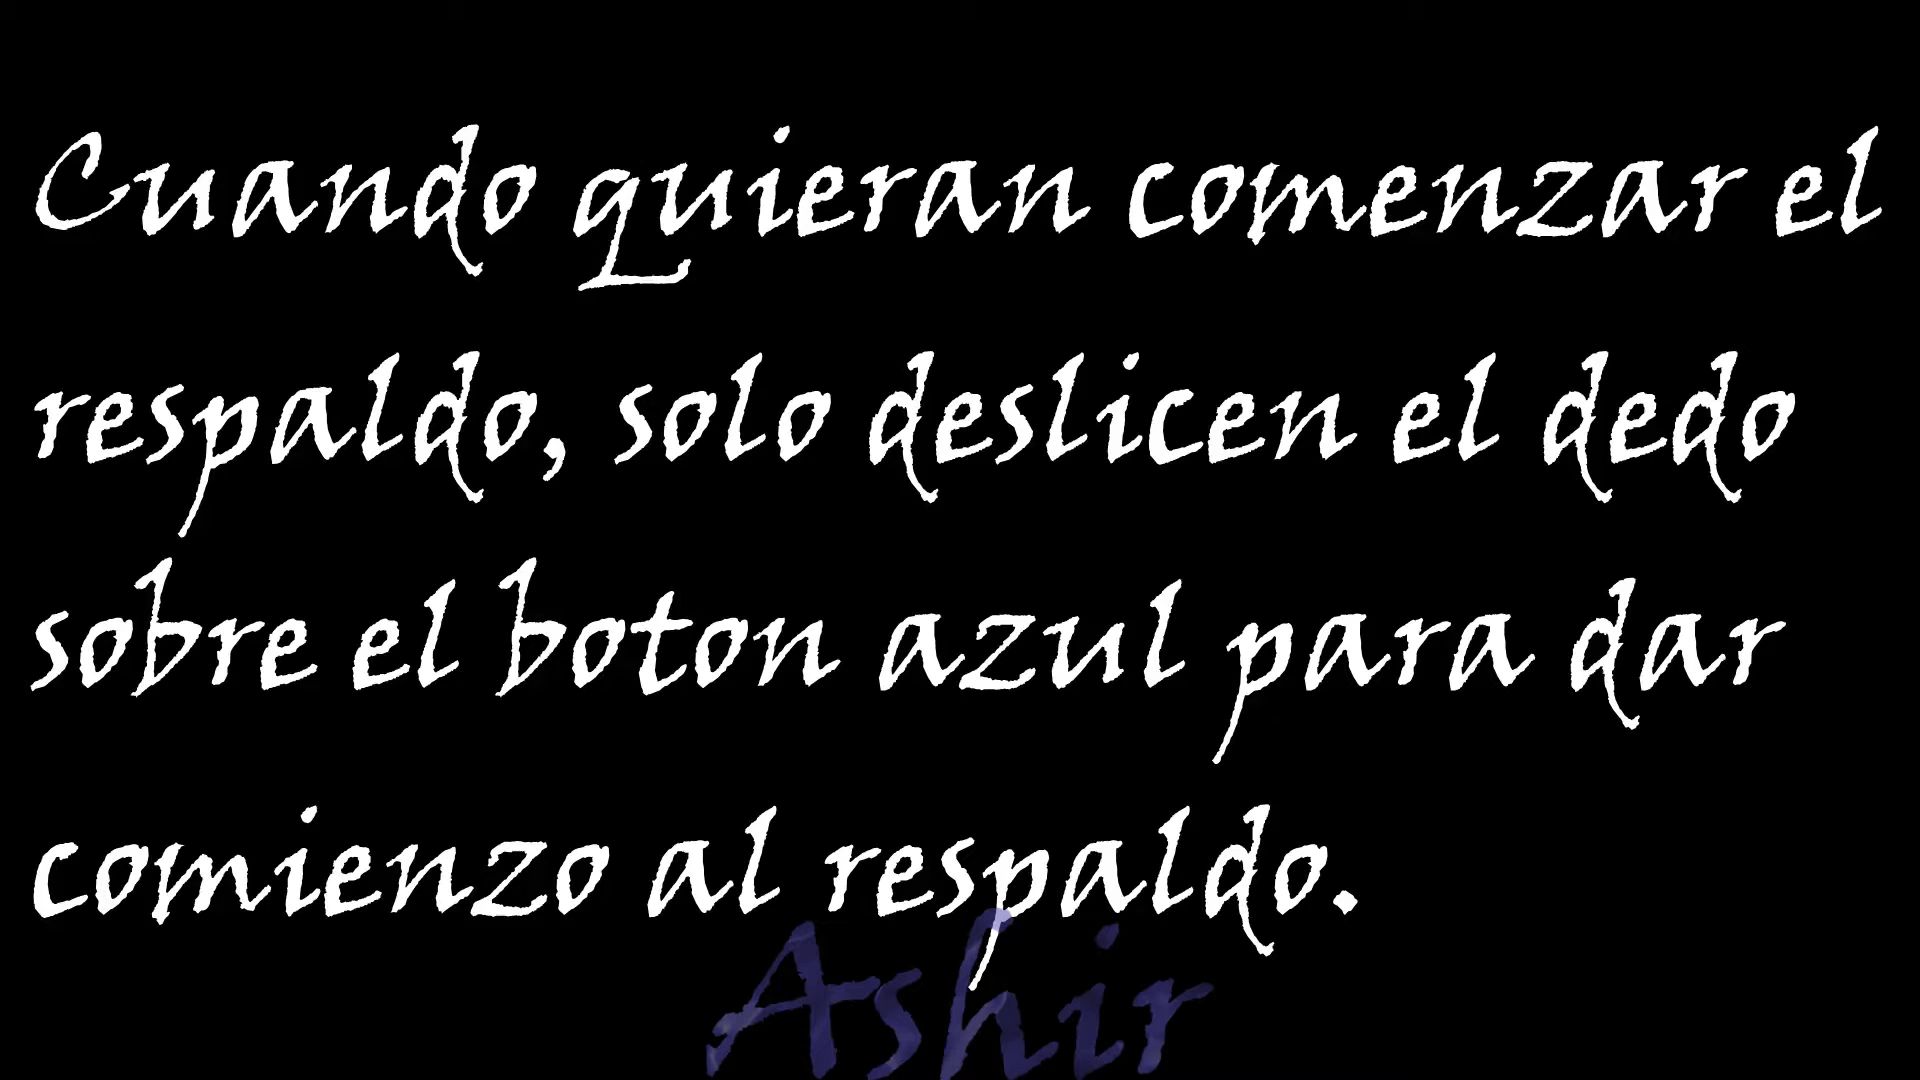 Cuando quieran comenzar el
respaldo, solo deslicen el dedo
sobre el boton azul para dar
comienzo al respaldo.
Ashir